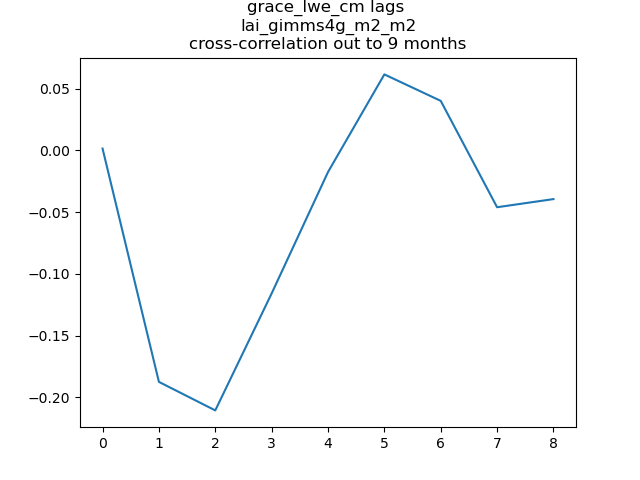 grace_lwe_cm lags
lai_gimms4g_m2_m2
cross-correlation out to 9 months
0.05
0.00
−0.05
−0.10
−0.15
−0.20
0 1 2 3 4 5 6 7 8